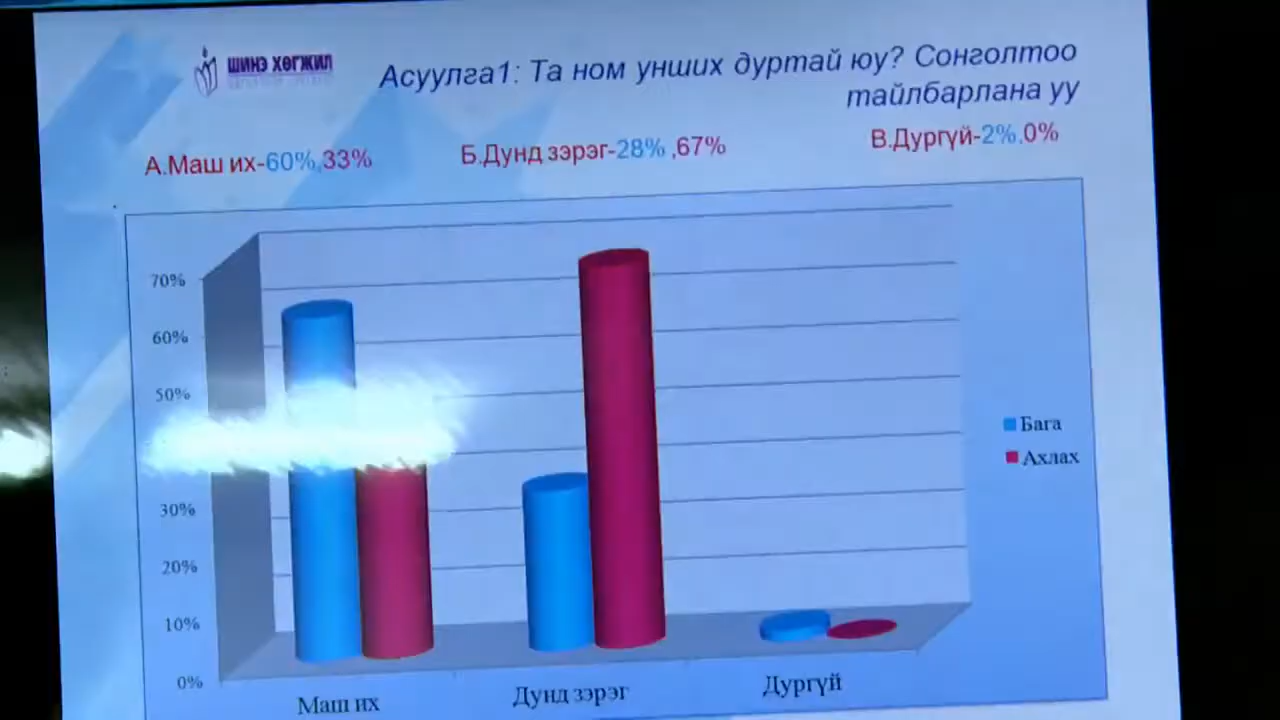 ШИНЭ ХӨГЖИЛ
Асуулга1: Та ном унших дуртай юу? Сонголтоо
тайлбарлана уу
А.Маш их-60%,33%
Б.Дунд зэрэг-28% ,67%
В.Дургүй-2%.0%
70%
60%
50%
30%
20%
10%
0%
Маш их
Дунд зэрэг
Дургүй
Бага
Ахлах